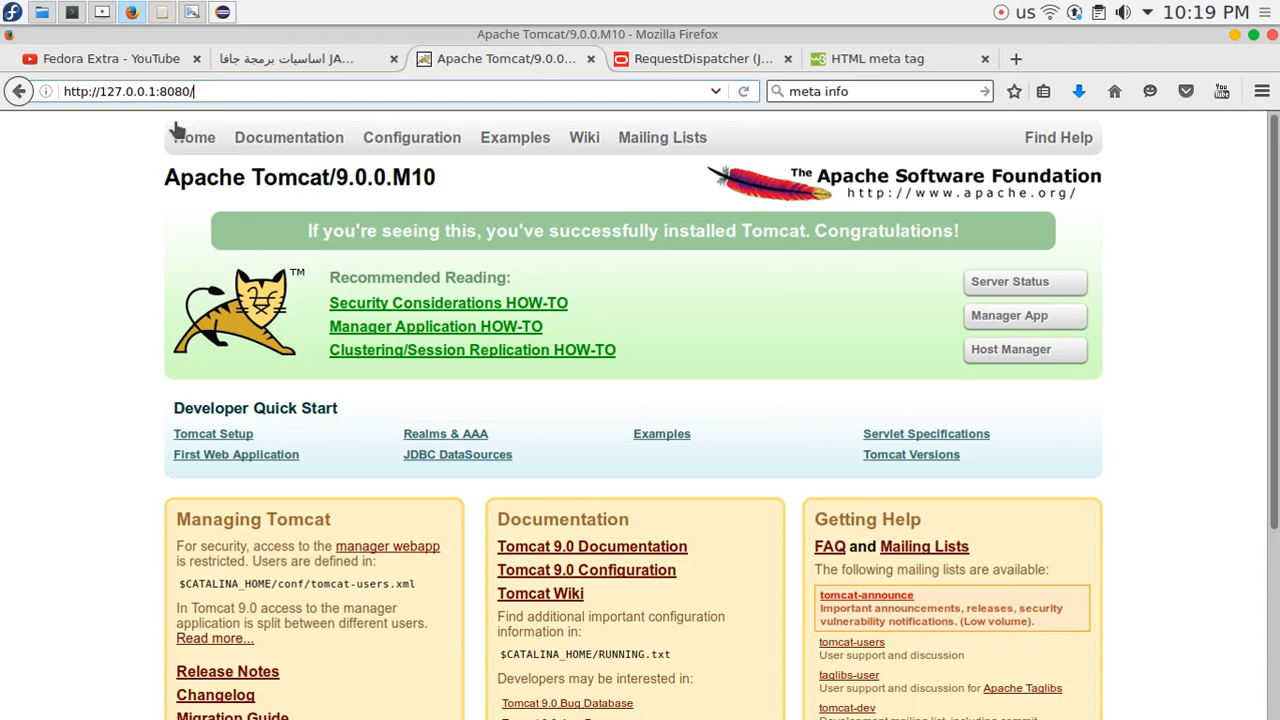 us
10:19 PM
Apache Tomcat/9.0.0.M10 - Mozilla Firefox
Fedora Extra - YouTube
اساسيات برمجة جافا JA...
Apache Tomcat/9.0.0...
RequestDispatcher (J...
HTML meta tag
http://127.0.0.1:8080/
meta info
You
Home Documentation Configuration Examples Wiki Mailing Lists Find Help
Apache Tomcat/9.0.0.M10
The Apache Software Foundation
http://www.apache.org/
If you're seeing this, you've successfully installed Tomcat. Congratulations!
TM
Recommended Reading:
Security Considerations HOW-TO
Manager Application HOW-TO
Clustering/Session Replication HOW-TO
Server Status
Manager App
Host Manager
Developer Quick Start
Tomcat Setup
First Web Application
Realms & AAA
JDBC DataSources
Examples
Servlet Specifications
Tomcat Versions
Managing Tomcat
For security, access to the manager webapp
is restricted. Users are defined in:
$CATALINA_HOME/conf/tomcat-users.xml
In Tomcat 9.0 access to the manager
application is split between different users.
Read more...
Release Notes
Changelog
Migration Guide
Documentation
Tomcat 9.0 Documentation
Tomcat 9.0 Configuration
Tomcat Wiki
Find additional important configuration
information in:
$CATALINA_HOME/RUNNING.txt
Developers may be interested in:
Tomcat 9.0 Bug Database
Getting Help
FAQ and Mailing Lists
The following mailing lists are available:
tomcat-announce
Important announcements, releases, security
vulnerability notifications. (Low volume).
tomcat-users
User support and discussion
taglibs-user
User support and discussion for Apache Taglibs
tomcat-dev